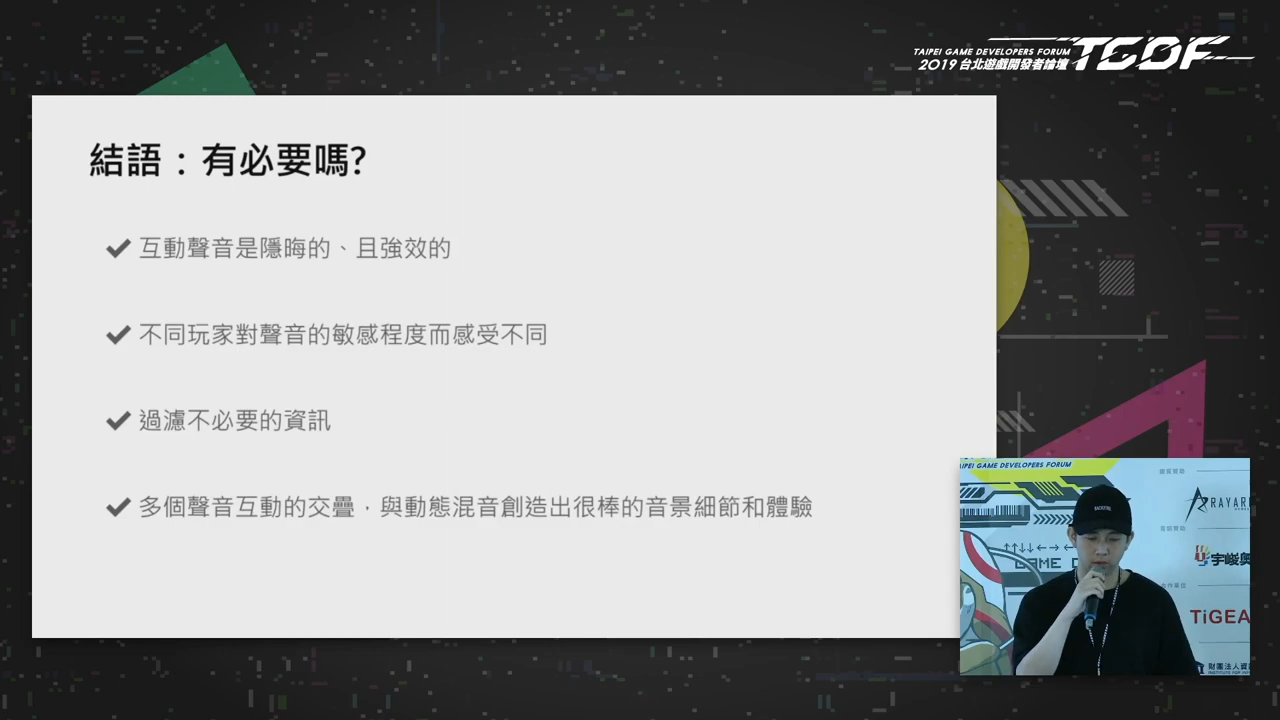 TAIPEI GAME DEVELOPERS FORUM
2019 台北遊戲開發者論壇
TGDF
結語：有必要嗎?
互動聲音是隱晦的、且強效的
不同玩家對聲音的敏感程度而感受不同
過濾不必要的資訊
多個聲音互動的交疊，與動態混音創造出很棒的音景細節和體驗
AIPEI GAME DEVELOPERS FORUM
RAYAR
宇峻奧
TiGEA
財團法人資